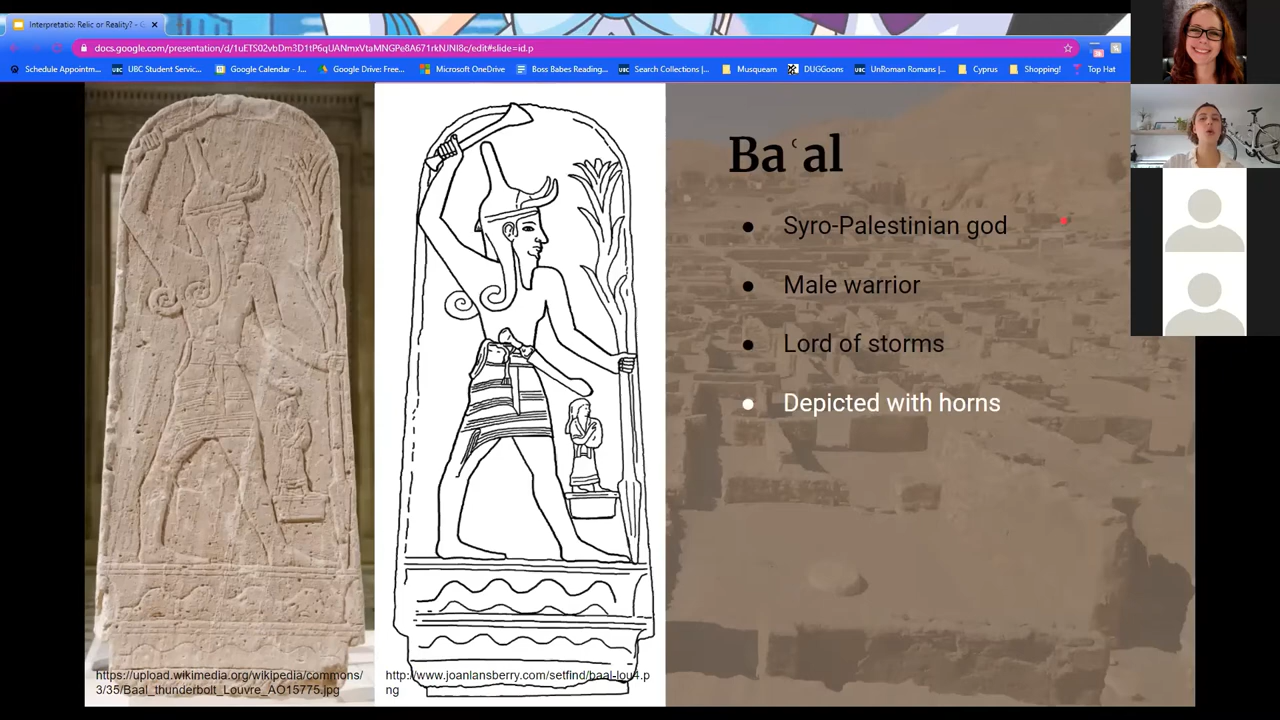 Interpretatio: Relic or Reality? - G
docs.google.com/presentation/d/1uETS02vbDm3D1tP6qUANmxVtaMNGPe8A671rkNJNI8c/edit#slide=id.p
Schedule Appointm... UBC Student Servic... Google Calendar - J... Google Drive: Free... Microsoft OneDrive Boss Babes Reading... Search Collections |... Musqueam DUGGoons UnRoman Romans |... Cyprus Shopping! Top Hat
Baʿal
● Syro-Palestinian god
● Male warrior
● Lord of storms
● Depicted with horns
https://upload.wikimedia.org/wikipedia/commons/
3/35/Baal_thunderbolt_Louvre_AO15775.jpg
http://www.joanlansberry.com/setfind/baal-lou4.p
ng